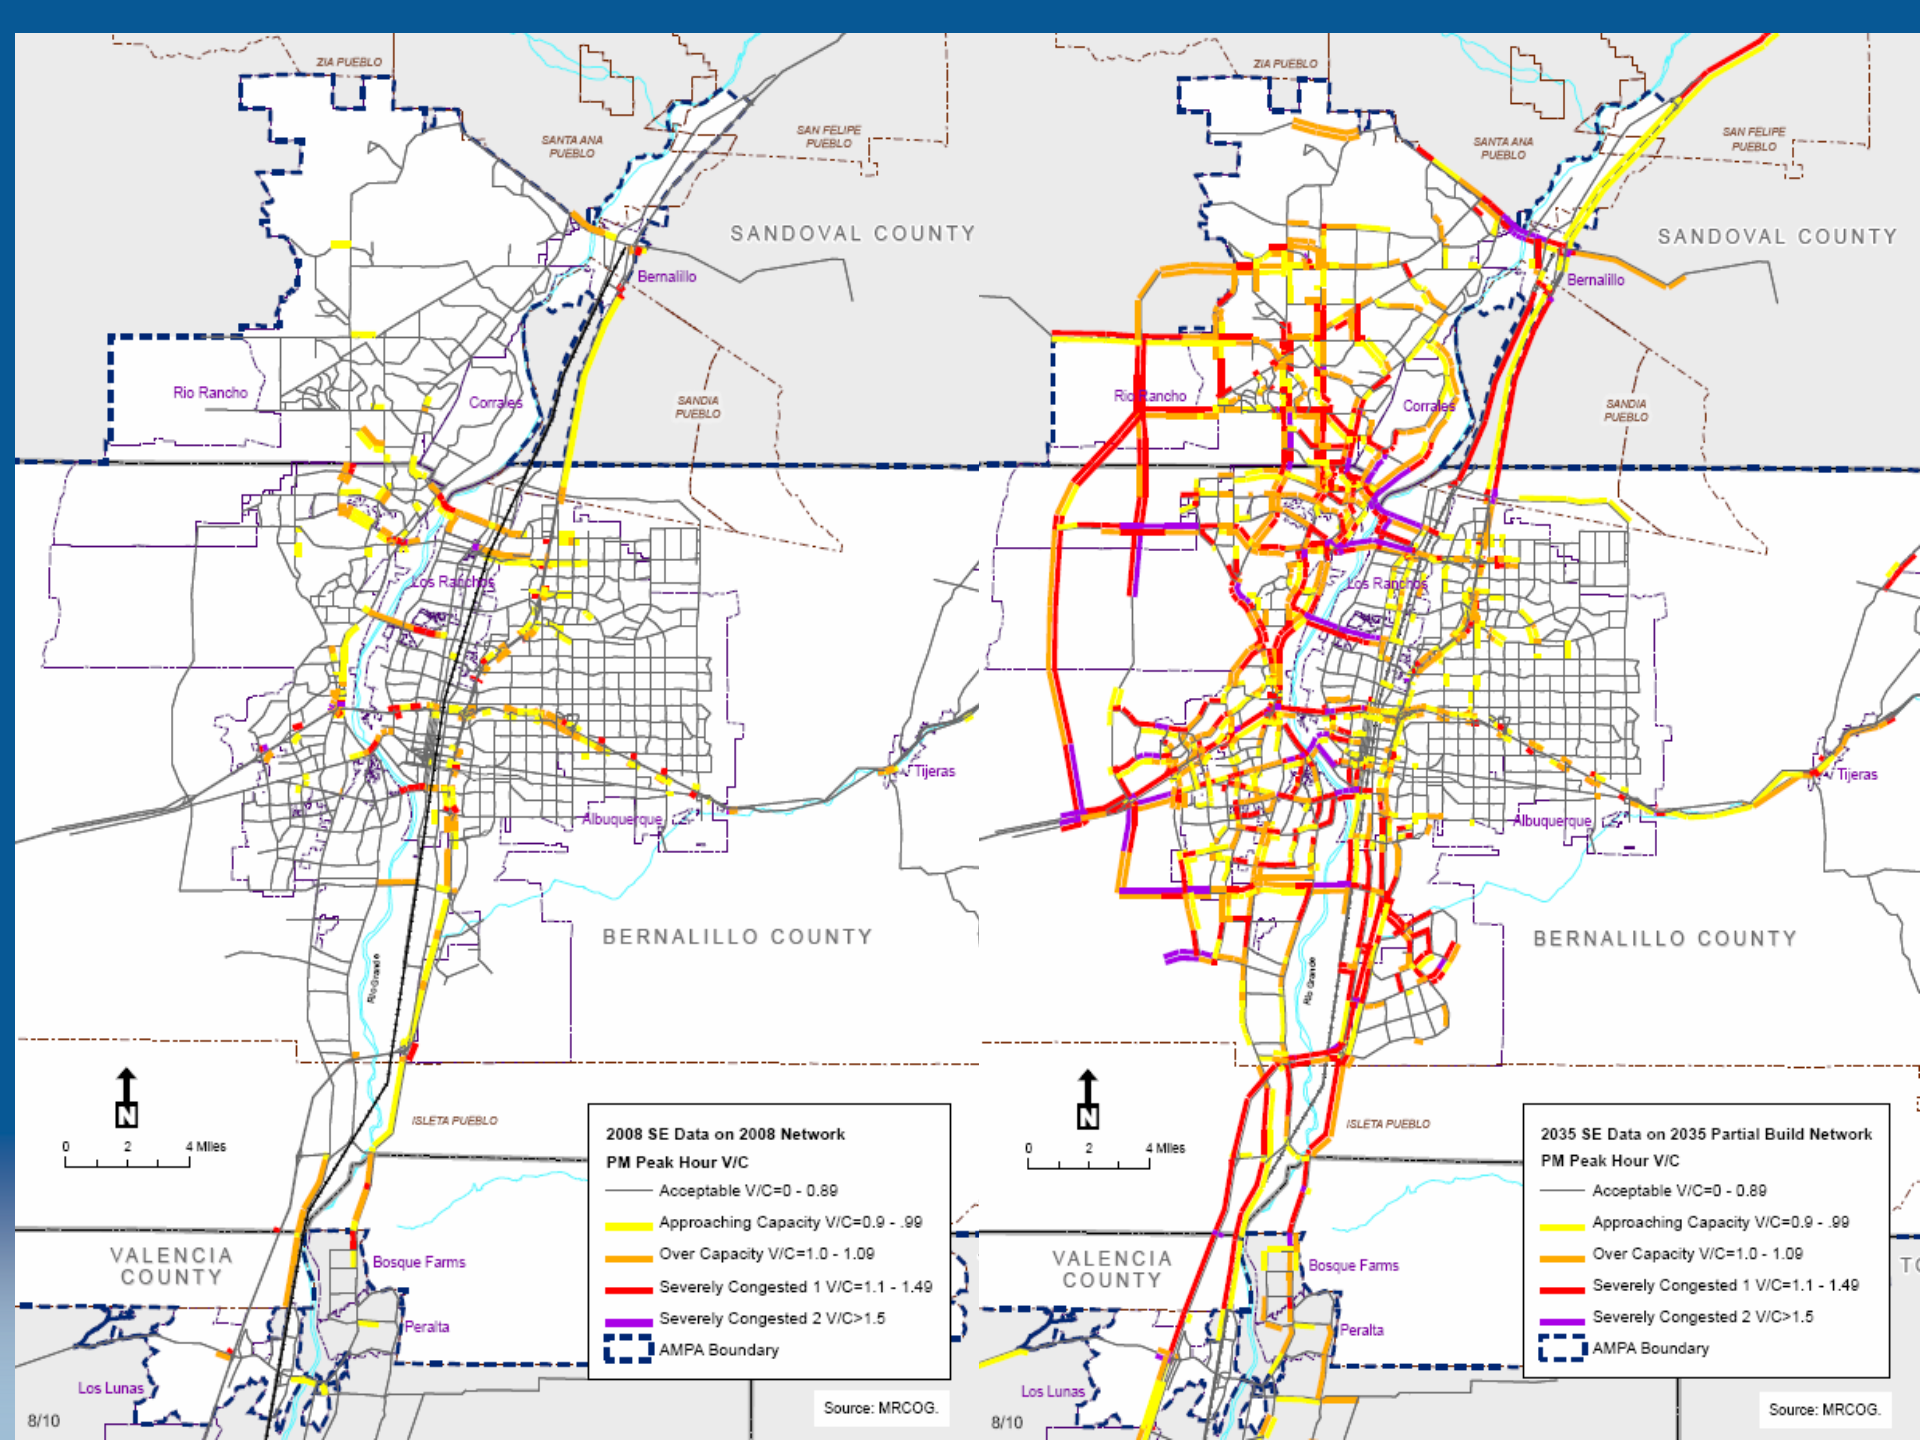 ZIA PUEBLO
SANTA ANA
PUEBLO
SAN FELIPE
PUEBLO
SANDOVAL COUNTY
Bernalillo
Rio Rancho
Corrales
SANDIA
PUEBLO
Los Ranchos
Tijeras
Albuquerque
BERNALILLO COUNTY
Rio Grande
N
0 2 4 Miles
ISLETA PUEBLO
VALENCIA
COUNTY
Bosque Farms
Peralta
Los Lunas
8/10
2008 SE Data on 2008 Network
PM Peak Hour V/C
Acceptable V/C=0 - 0.89
Approaching Capacity V/C=0.9 - .99
Over Capacity V/C=1.0 - 1.09
Severely Congested 1 V/C=1.1 - 1.49
Severely Congested 2 V/C>1.5
AMPA Boundary
Source: MRCOG.
ZIA PUEBLO
SANTA ANA
PUEBLO
SAN FELIPE
PUEBLO
SANDOVAL COUNTY
Bernalillo
Rio Rancho
Corrales
SANDIA
PUEBLO
Los Ranchos
Tijeras
Albuquerque
BERNALILLO COUNTY
Rio Grande
N
0 2 4 Miles
ISLETA PUEBLO
VALENCIA
COUNTY
Bosque Farms
Peralta
Los Lunas
8/10
2035 SE Data on 2035 Partial Build Network
PM Peak Hour V/C
Acceptable V/C=0 - 0.89
Approaching Capacity V/C=0.9 - .99
Over Capacity V/C=1.0 - 1.09
Severely Congested 1 V/C=1.1 - 1.49
Severely Congested 2 V/C>1.5
AMPA Boundary
Source: MRCOG.